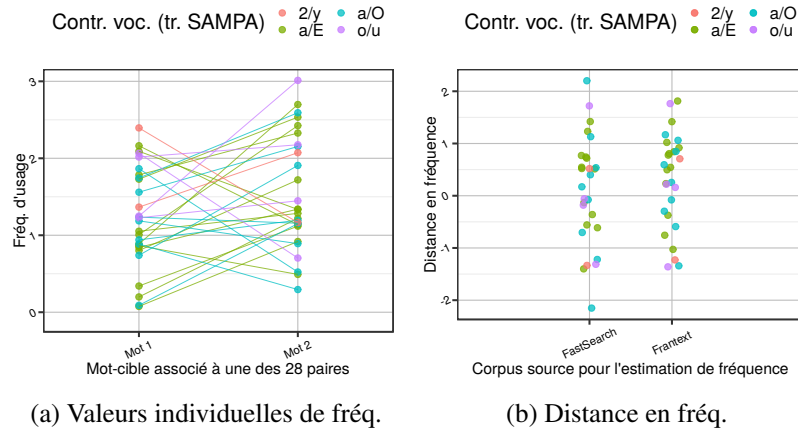 Contr. voc. (tr. SAMPA) 2/y a/O
a/E o/u
3
2
1
0
Fréq. d'usage
Mot 1 Mot 2
Mot-cible associé à une des 28 paires
(a) Valeurs individuelles de fréq.
Contr. voc. (tr. SAMPA) 2/y a/O
a/E o/u
2
1
0
-1
-2
Distance en fréquence
FastSearch Frantext
Corpus source pour l'estimation de fréquence
(b) Distance en fréq.